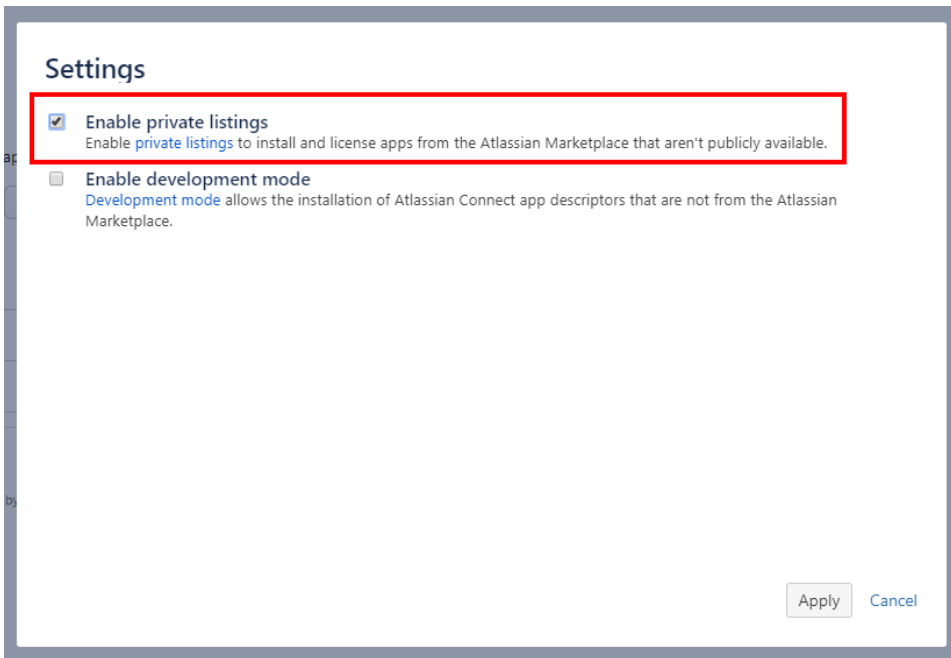 Settings
Enable private listings
Enable private listings to install and license apps from the Atlassian Marketplace that aren't publicly available.
ap
Enable development mode
Development mode allows the installation of Atlassian Connect app descriptors that are not from the Atlassian
Marketplace.
by
Apply Cancel